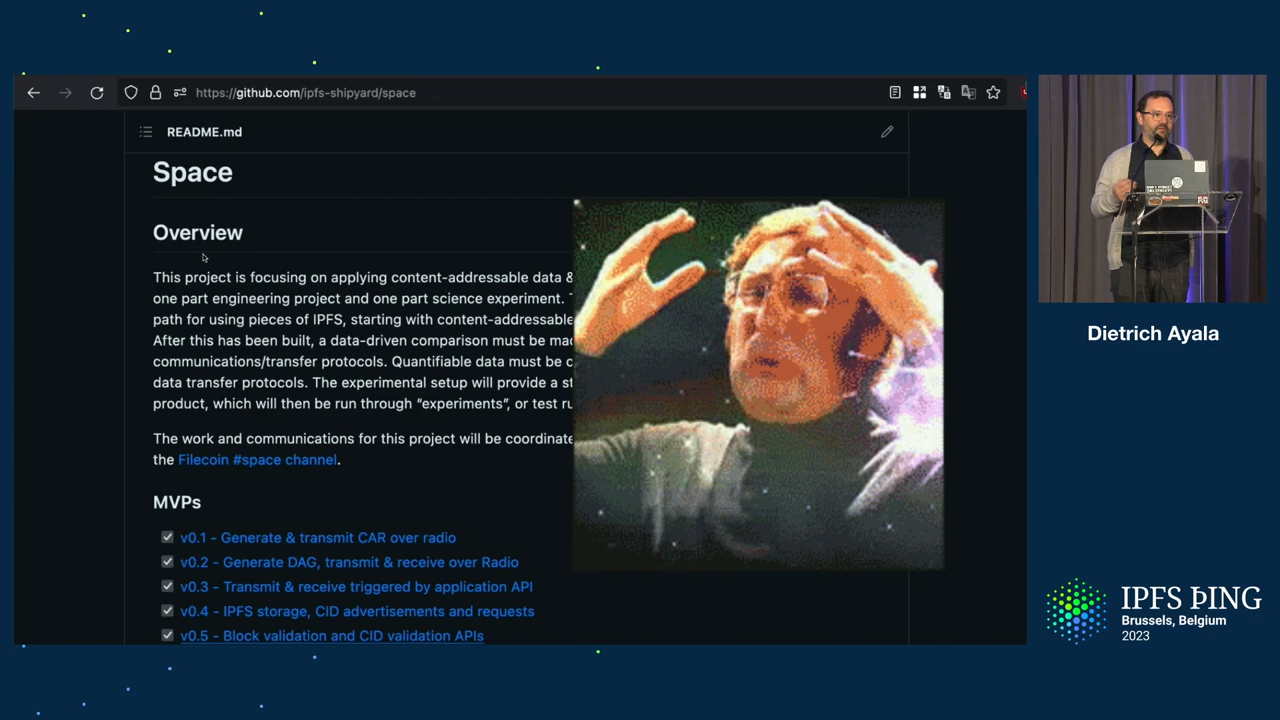 https://github.com/ipfs-shipyard/space
README.md
Space
Overview
This project is focusing on applying content-addressable data &
one part engineering project and one part science experiment.
path for using pieces of IPFS, starting with content-addressable
After this has been built, a data-driven comparison must be
communications/transfer protocols. Quantifiable data must be
data transfer protocols. The experimental setup will provide a
product, which will then be run through “experiments”, or test
The work and communications for this project will be
the Filecoin #space channel.
MVPs
v0.1 - Generate & transmit CAR over radio
v0.2 - Generate DAG, transmit & receive over Radio
v0.3 - Transmit & receive triggered by application API
v0.4 - IPFS storage, CID advertisements and requests
v0.5 - Block validation and CID validation APIs
Dietrich Ayala
IPFS ÞING
Brussels, Belgium
2023